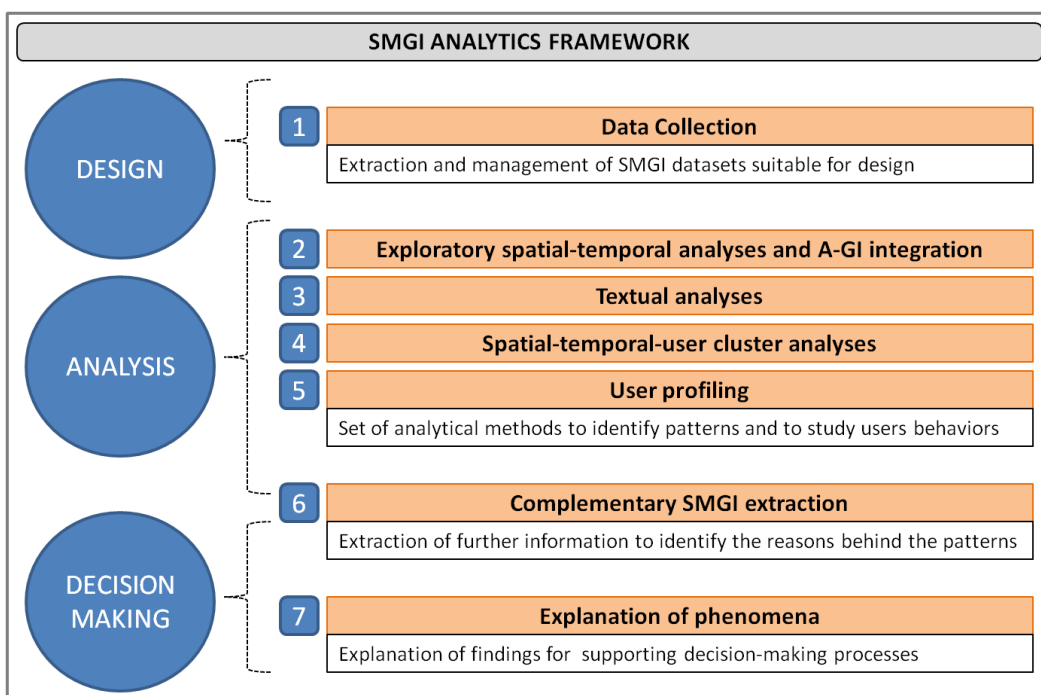 SMGI ANALYTICS FRAMEWORK
DESIGN
1
Data Collection
Extraction and management of SMGI datasets suitable for design
ANALYSIS
2
Exploratory spatial-temporal analyses and A-GI integration
3
Textual analyses
4
Spatial-temporal-user cluster analyses
5
User profiling
Set of analytical methods to identify patterns and to study users behaviors
DECISION
MAKING
6
Complementary SMGI extraction
Extraction of further information to identify the reasons behind the patterns
7
Explanation of phenomena
Explanation of findings for supporting decision-making processes